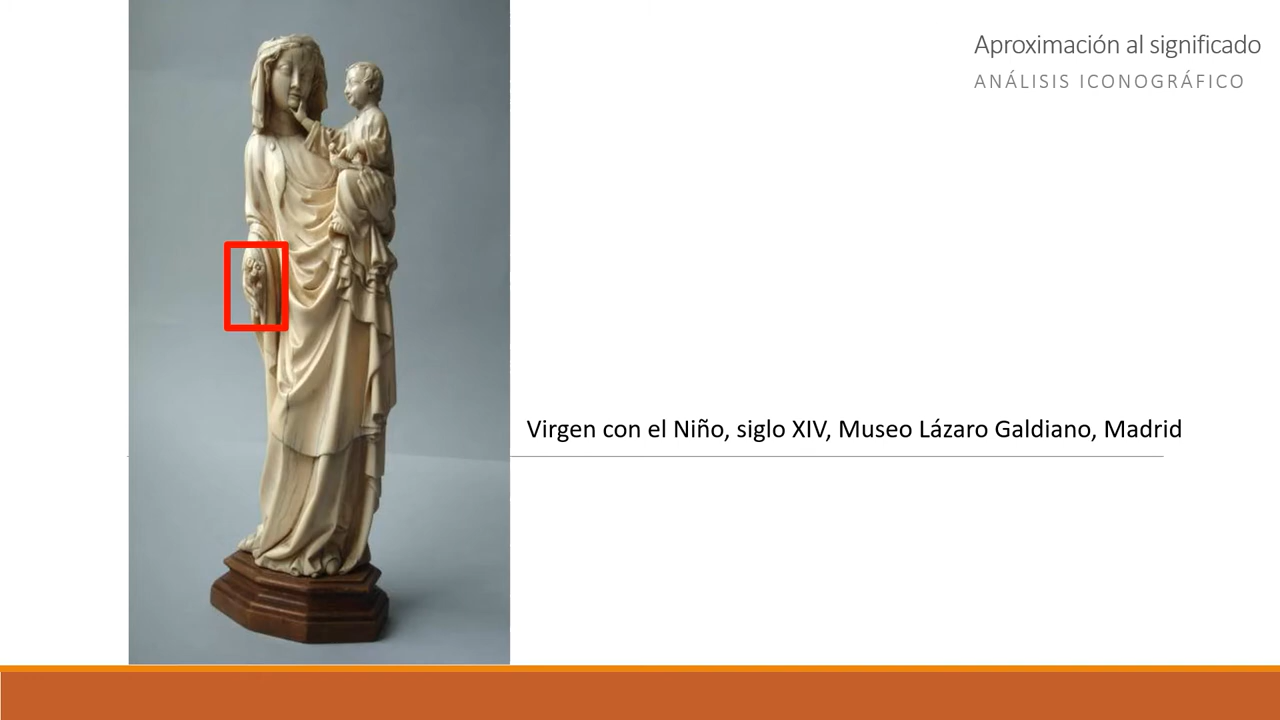 Aproximación al significado
ANÁLISIS ICONOGRÁFICO
Virgen con el Niño, siglo XIV, Museo Lázaro Galdiano, Madrid